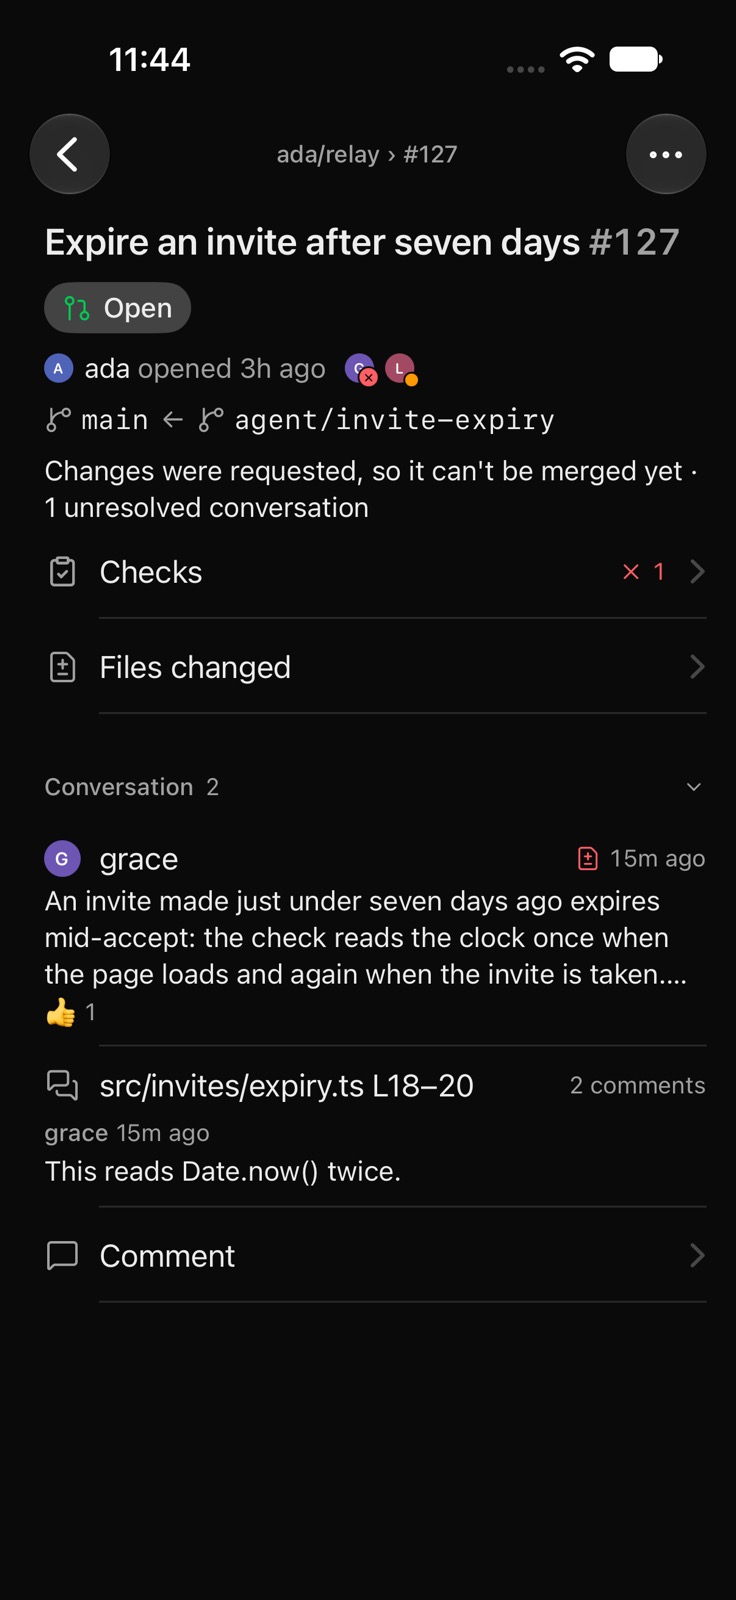 11:44
ada/relay › #127
Expire an invite after seven days #127
Open
A ada opened 3h ago G L
main ← agent/invite-expiry
Changes were requested, so it can't be merged yet ·
1 unresolved conversation
Checks 1
Files changed
Conversation 2
G grace 15m ago
An invite made just under seven days ago expires
mid-accept: the check reads the clock once when
the page loads and again when the invite is taken....
👍 1
src/invites/expiry.ts L18–20 2 comments
grace 15m ago
This reads Date.now() twice.
Comment